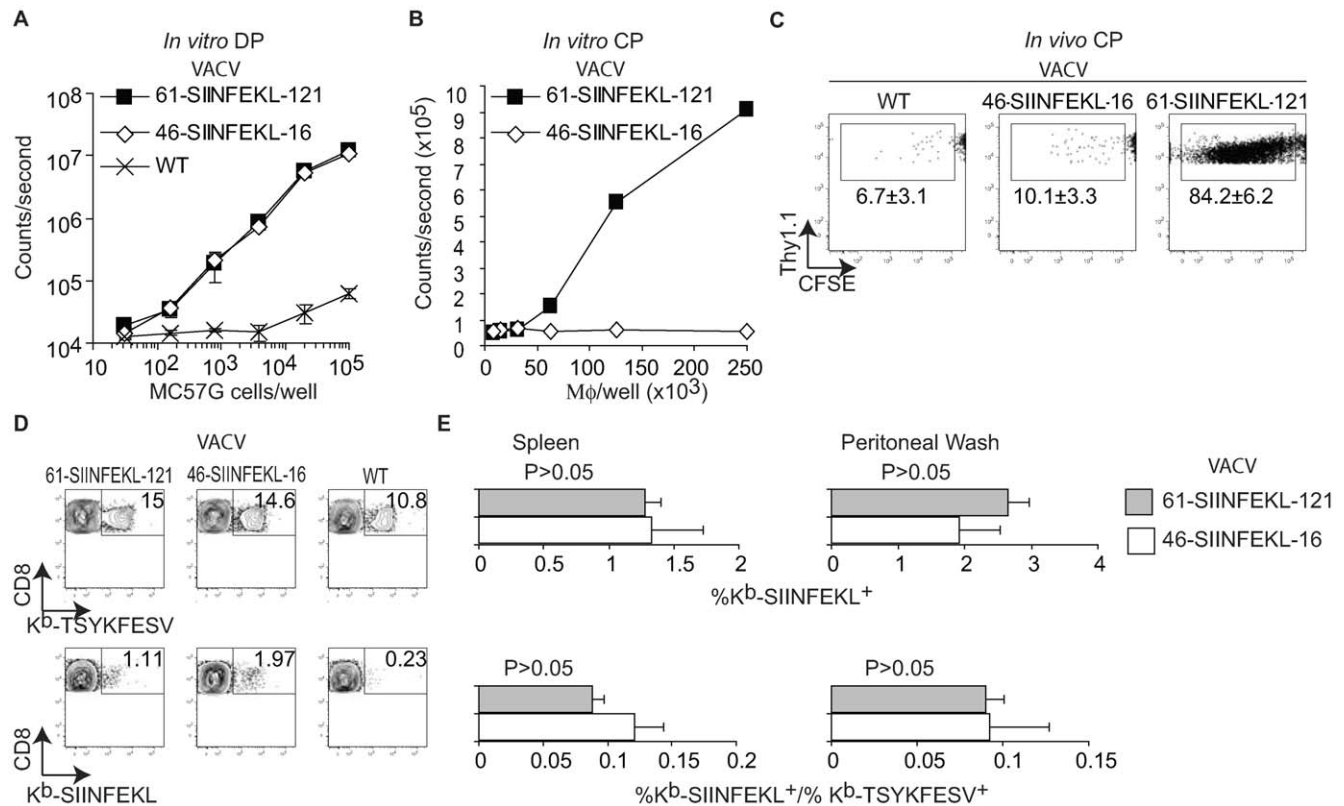 A
In vitro DP
VACV
61-SIINFEKL-121
46-SIINFEKL-16
WT
10⁸
10⁷
10⁶
10⁵
10⁴
Counts/second
10 10² 10³ 10⁴ 10⁵
MC57G cells/well
B
In vitro CP
VACV
61-SIINFEKL-121
46-SIINFEKL-16
10
9
8
7
6
5
4
3
2
1
0
Counts/second (x10⁵)
0 50 100 150 200 250
Mϕ/well (x10³)
C
In vivo CP
VACV
WT 46-SIINFEKL-16 61-SIINFEKL-121
6.7±3.1 10.1±3.3 84.2±6.2
Thy1.1
CFSE
D
VACV
61-SIINFEKL-121 46-SIINFEKL-16 WT
15 14.6 10.8
CD8
Kᵇ-TSYKFESV
1.11 1.97 0.23
CD8
Kᵇ-SIINFEKL
E
Spleen Peritoneal Wash
P>0.05 P>0.05
VACV
61-SIINFEKL-121
46-SIINFEKL-16
0 0.5 1 1.5 2 0 1 2 3 4
%Kᵇ-SIINFEKL⁺
P>0.05 P>0.05
0 0.05 0.1 0.15 0.2 0 0.05 0.1 0.15
%Kᵇ-SIINFEKL⁺/% Kᵇ-TSYKFESV⁺